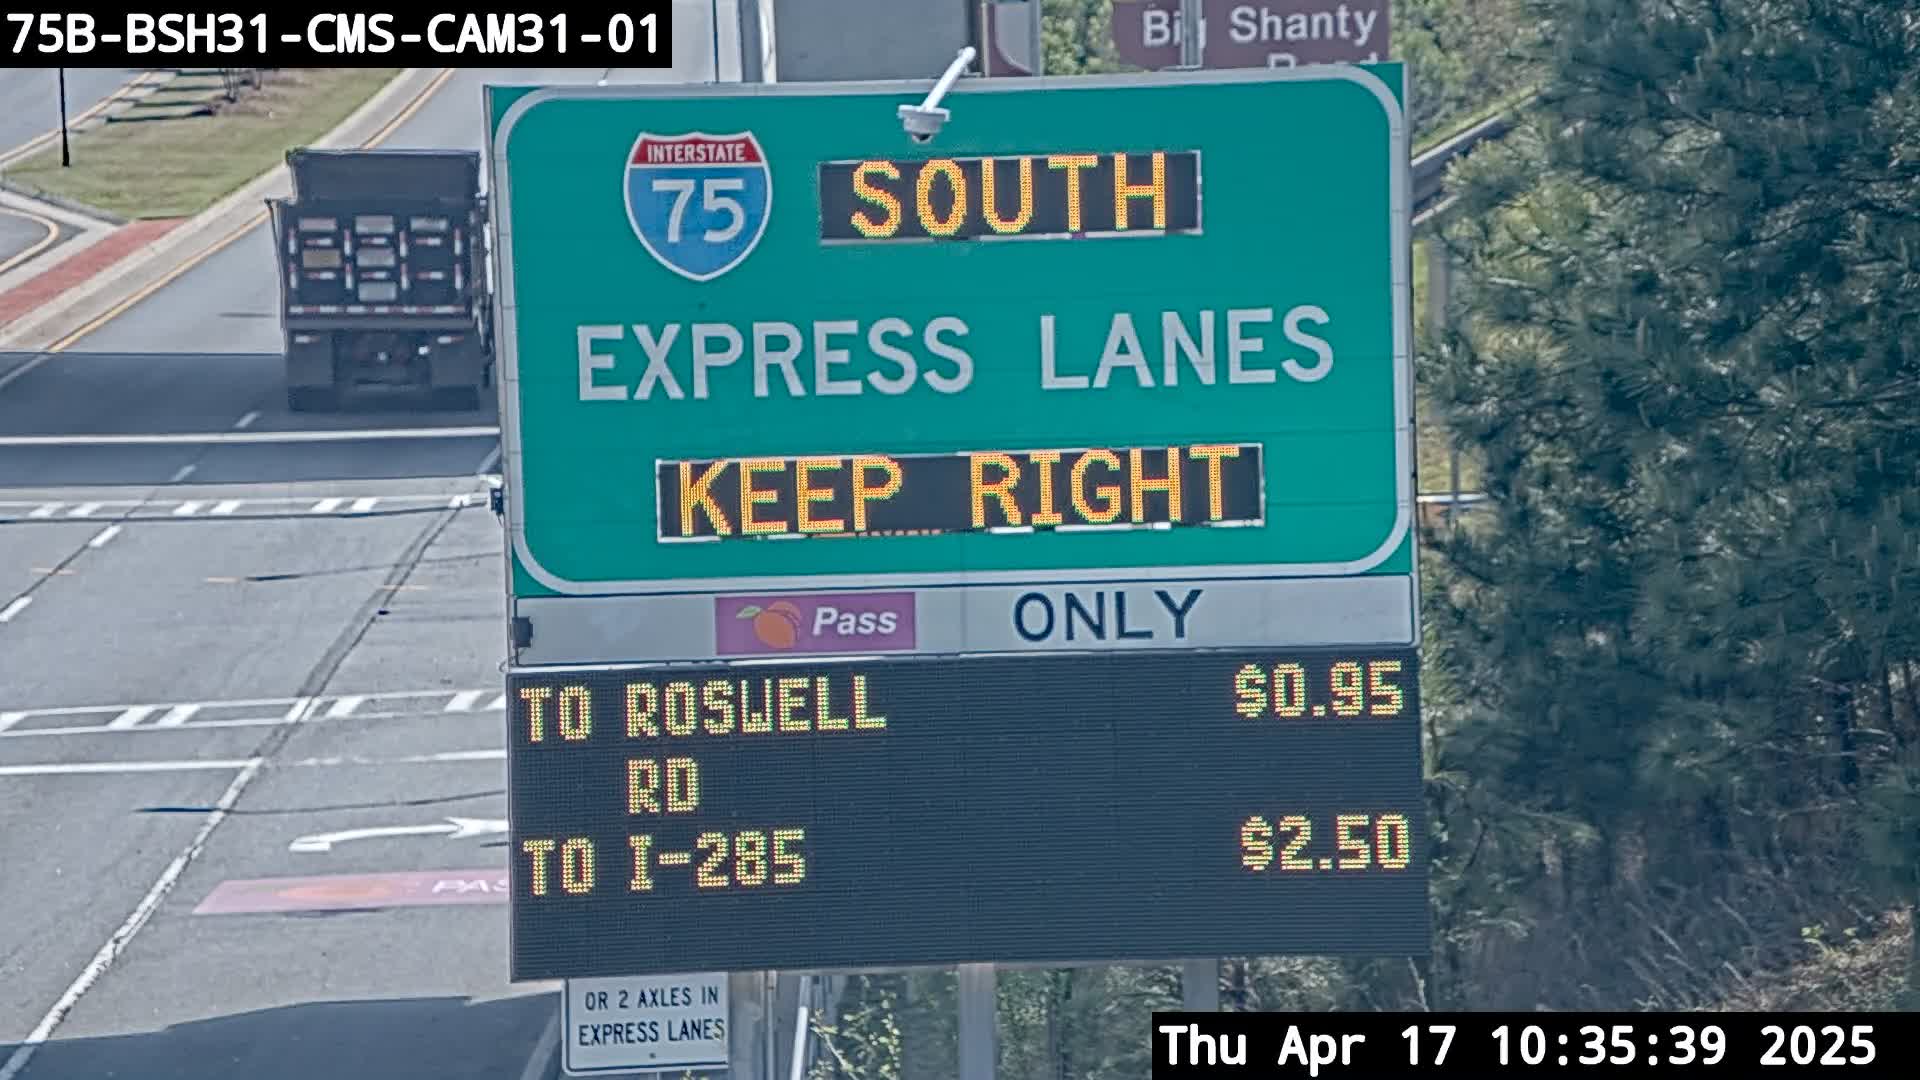 75B-BSH31-CMS-CAM31-01
Big Shanty
Road
INTERSTATE
75
SOUTH
EXPRESS LANES
KEEP RIGHT
Pass ONLY
TO ROSWELL $0.95
RD
TO I-285 $2.50
OR 2 AXLES IN
EXPRESS LANES
Thu Apr 17 10:35:39 2025